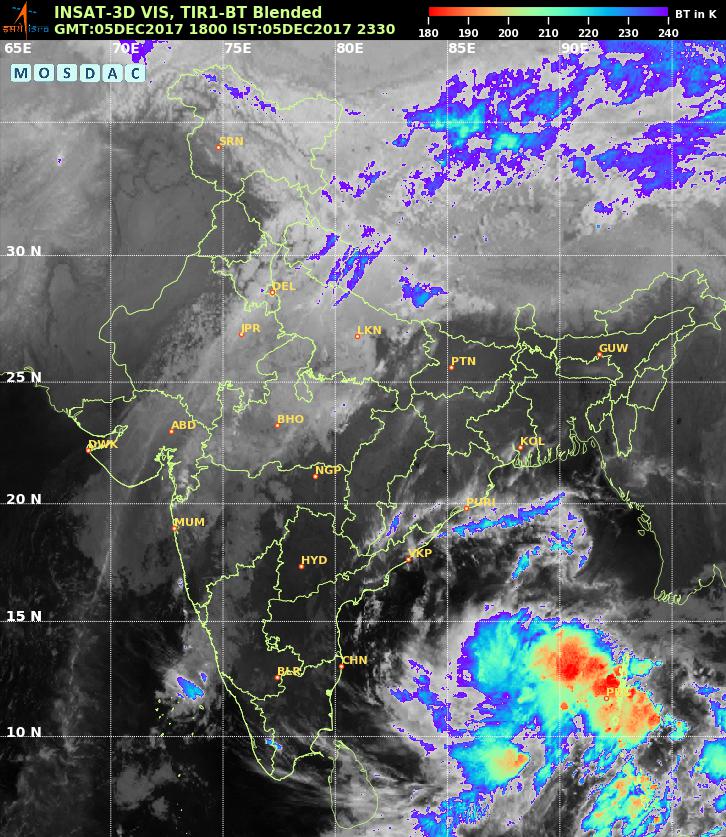 INSAT-3D VIS, TIR1-BT Blended
GMT:05DEC2017 1800 IST:05DEC2017 2330
BT in K
180 190 200 210 220 230 240
65E 70E 75E 80E 85E 90E
MOSDAC
SRN
30 N
DEL
JPR
LKN
GUW
PTN
25 N
ABD
BHO
DWK
KOL
NGP
20 N
PURI
MUM
VKP
HYD
15 N
CHN
BLR
10 N